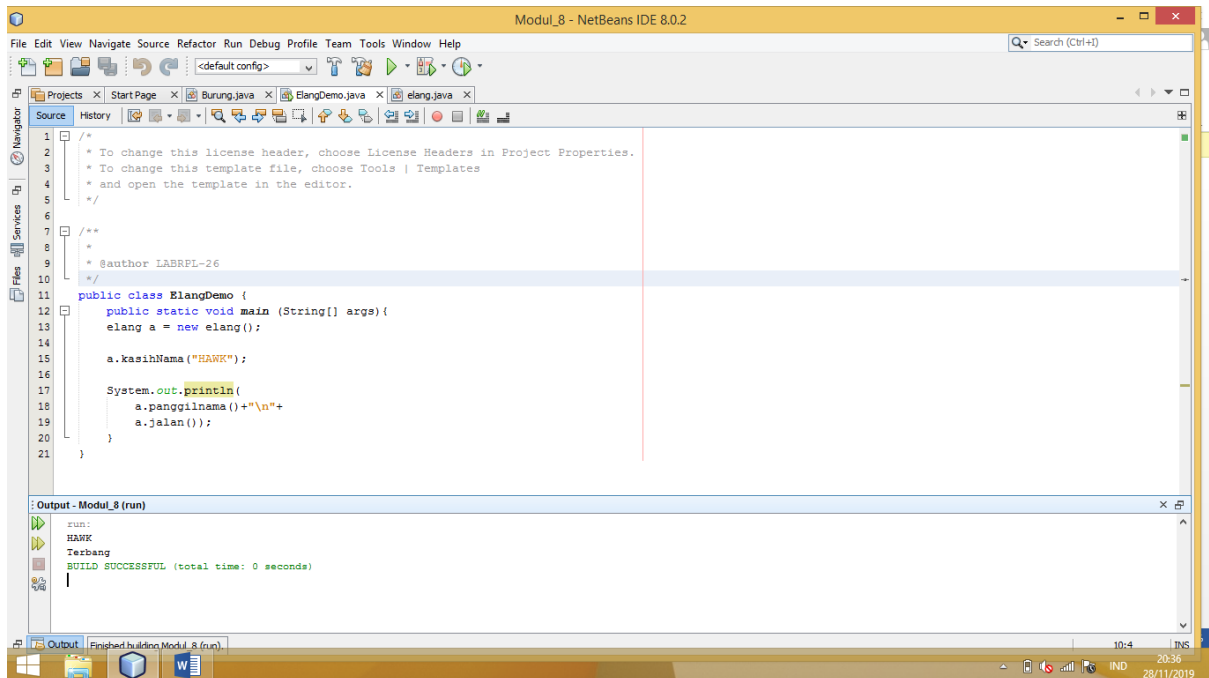 Modul_8 - NetBeans IDE 8.0.2
File Edit View Navigate Source Refactor Run Debug Profile Team Tools Window Help
Search (Ctrl+I)
<default config>
Projects Start Page Burung.java ElangDemo.java elang.java
Source History
Navigator
Services
Files
1 /*
2 * To change this license header, choose License Headers in Project Properties.
3 * To change this template file, choose Tools | Templates
4 * and open the template in the editor.
5 */
6
7 /**
8 *
9 * @author LABRPL-26
10 */
11 public class ElangDemo {
12 public static void main (String[] args){
13 elang a = new elang();
14
15 a.kasihNama("HAWK");
16
17 System.out.println(
18 a.panggilnama()+"\n"+
19 a.jalan());
20 }
21 }
Output - Modul_8 (run)
run:
HAWK
Terbang
BUILD SUCCESSFUL (total time: 0 seconds)
Output Finished building Modul_8 (run).
10:4 INS
IND
20:36
28/11/2019